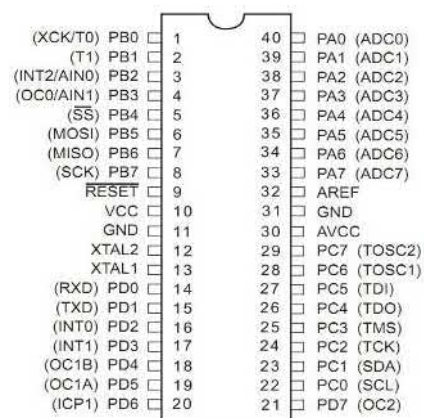 (XCK/T0) PB0 1 40 PA0 (ADC0)
(T1) PB1 2 39 PA1 (ADC1)
(INT2/AIN0) PB2 3 38 PA2 (ADC2)
(OC0/AIN1) PB3 4 37 PA3 (ADC3)
(SS) PB4 5 36 PA4 (ADC4)
(MOSI) PB5 6 35 PA5 (ADC5)
(MISO) PB6 7 34 PA6 (ADC6)
(SCK) PB7 8 33 PA7 (ADC7)
RESET 9 32 AREF
VCC 10 31 GND
GND 11 30 AVCC
XTAL2 12 29 PC7 (TOSC2)
XTAL1 13 28 PC6 (TOSC1)
(RXD) PD0 14 27 PC5 (TDI)
(TXD) PD1 15 26 PC4 (TDO)
(INT0) PD2 16 25 PC3 (TMS)
(INT1) PD3 17 24 PC2 (TCK)
(OC1B) PD4 18 23 PC1 (SDA)
(OC1A) PD5 19 22 PC0 (SCL)
(ICP1) PD6 20 21 PD7 (OC2)